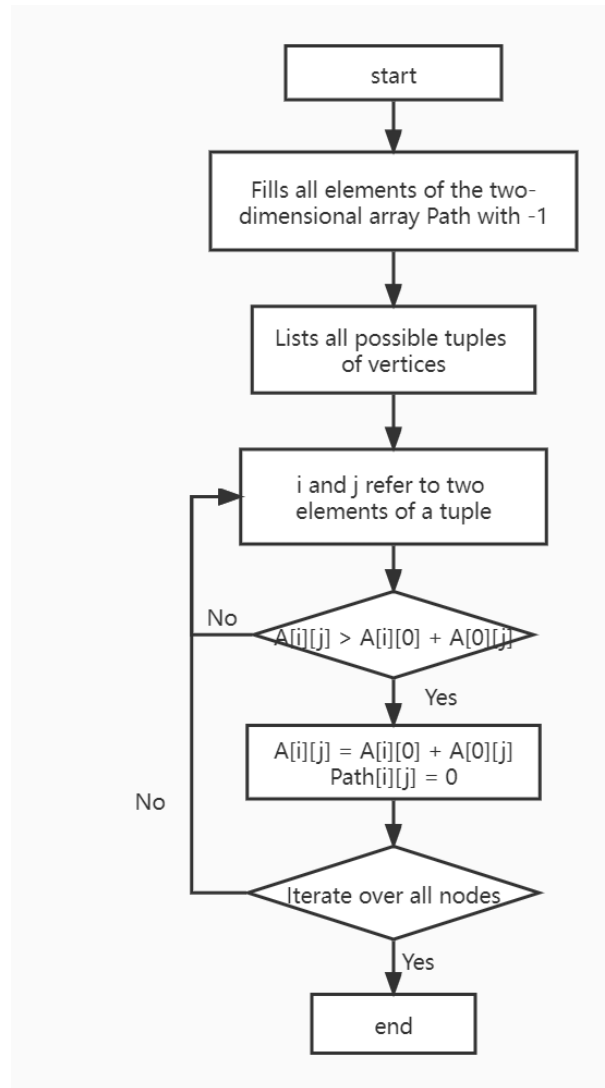 start
Fills all elements of the two-
dimensional array Path with -1
Lists all possible tuples
of vertices
i and j refer to two
elements of a tuple
No
A[i][j] > A[i][0] + A[0][j]
Yes
A[i][j] = A[i][0] + A[0][j]
Path[i][j] = 0
No
Iterate over all nodes
Yes
end